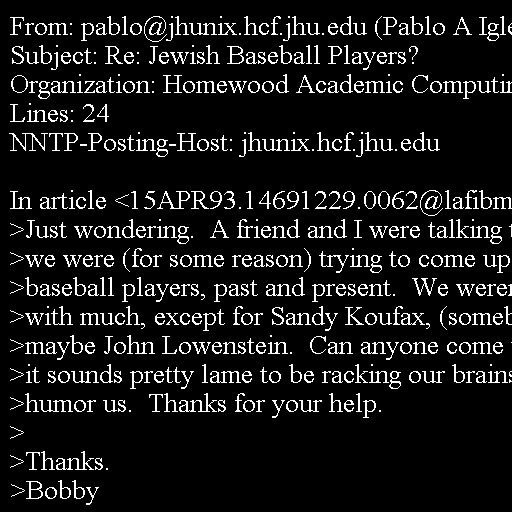 From: pablo@jhunix.hcf.jhu.edu (Pablo A Igle
Subject: Re: Jewish Baseball Players?
Organization: Homewood Academic Computin
Lines: 24
NNTP-Posting-Host: jhunix.hcf.jhu.edu

In article <15APR93.14691229.0062@lafibm
>Just wondering.  A friend and I were talking t
>we were (for some reason) trying to come up
>baseball players, past and present.  We weren
>with much, except for Sandy Koufax, (someb
>maybe John Lowenstein.  Can anyone come
>it sounds pretty lame to be racking our brains
>humor us.  Thanks for your help.
>
>Thanks.
>Bobby